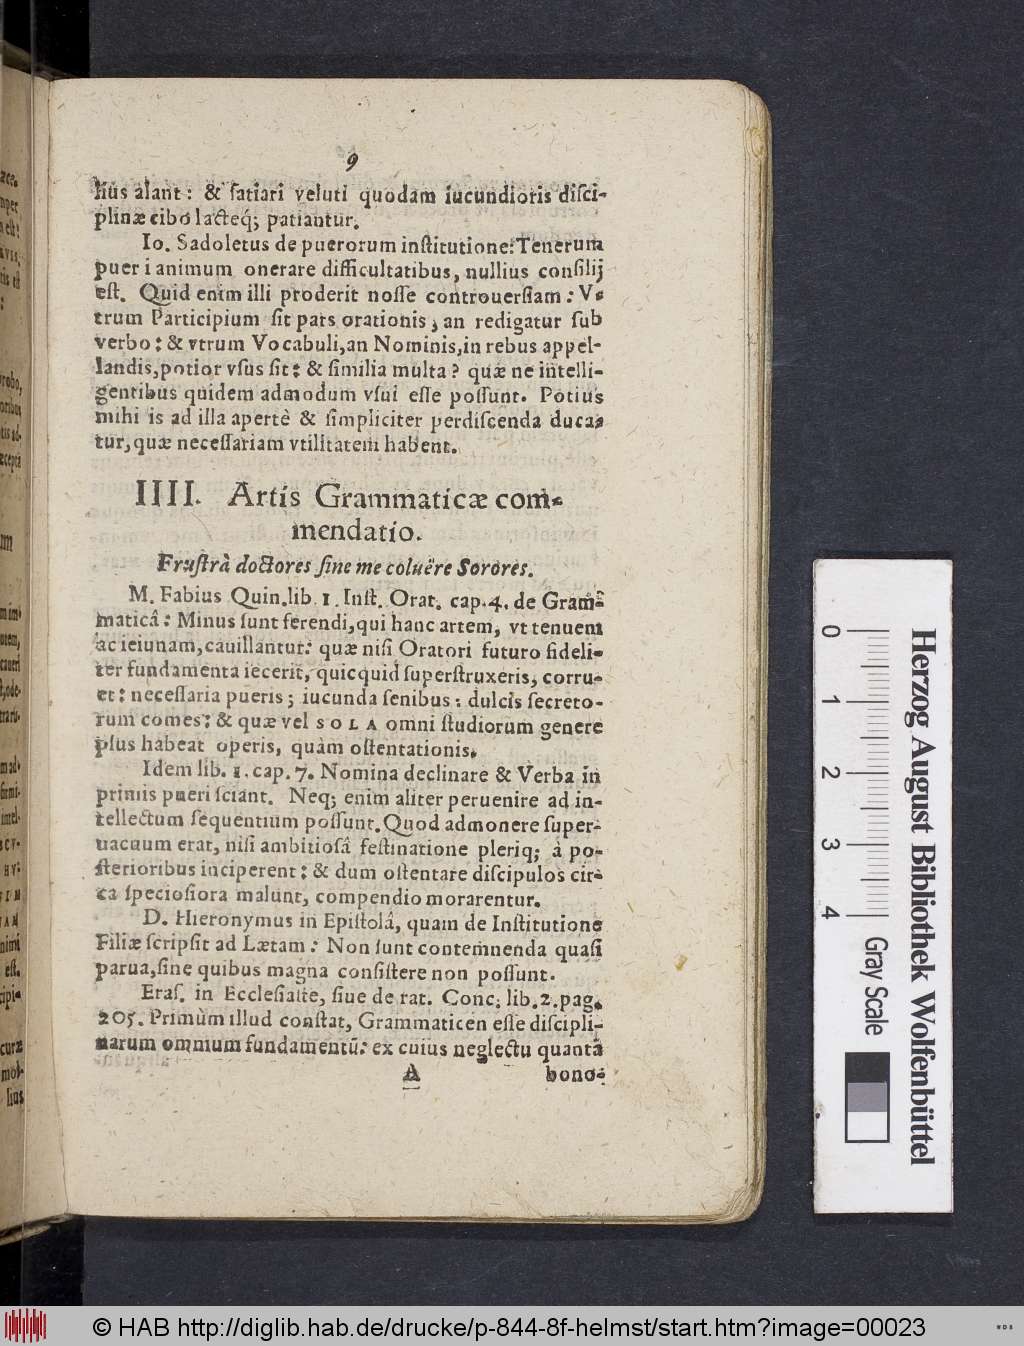 9
lius alant: & ſatiari veluti quodam iucundioris diſci-
plinæ cibo lacteq́; patiantur.
Io. Sadoletus de puerorum inſtitutione: Tenerum
pueri animum onerare difficultatibus, nullius conſilij
eſt. Quid enim illi proderit noſſe controuerſiam: V-
trum Participium ſit pars orationis, an redigatur ſub
verbo: & vtrum Vocabuli, an Nominis, in rebus appel-
landis, potior vſus ſit: & ſimilia multa? quæ ne intelli-
gentibus quidem admodum vſui eſſe poſſunt. Potius
mihi is ad illa apertè & ſimpliciter perdiſcenda duca-
tur, quæ neceſſariam vtilitatem habent.
IIII. Artis Grammaticæ com-
mendatio.
Fruſtrà doctores ſine me coluêre Sorores.
M. Fabius Quin. lib. 1. Inſt. Orat. cap. 4. de Gram-
maticâ: Minus ſunt ferendi, qui hanc artem, vt tenuem
ac ieiunam, cauillantur: quæ niſi Oratori futuro fideli-
ter fundamenta iecerit, quicquid ſuperſtruxeris, corru-
et: neceſſaria pueris; iucunda ſenibus: dulcis ſecreto-
rum comes: & quæ vel SOLA omni ſtudiorum genere
plus habeat operis, quàm oſtentationis.
Idem lib. 1. cap. 7. Nomina declinare & Verba in
primis pueri ſciant. Neq; enim aliter peruenire ad in-
tellectum ſequentium poſſunt. Quod admonere ſuper-
uacuum erat, niſi ambitioſâ feſtinatione pleriq; à po-
ſterioribus inciperent: & dum oſtentare diſcipulos cir-
ca ſpecioſiora malunt, compendio morarentur.
D. Hieronymus in Epiſtolâ, quam de Inſtitutione
Filiæ ſcripſit ad Lætam: Non ſunt contemnenda quaſi
parua, ſine quibus magna conſiſtere non poſſunt.
Eraſ. in Eccleſiaſte, ſiue de rat. Conc. lib. 2. pag.
205. Primùm illud conſtat, Grammaticen eſſe diſcipli-
narum omnium fundamentũ: ex cuius neglectu quanta
A bono-
0 1 2 3 4
Gray Scale
Herzog August Bibliothek Wolfenbüttel
© HAB http://diglib.hab.de/drucke/p-844-8f-helmst/start.htm?image=00023